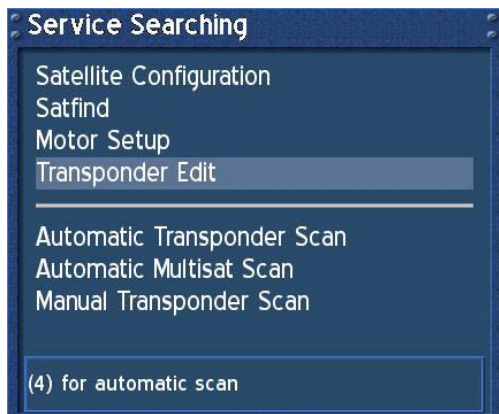 Service Searching
Satellite Configuration
Satfind
Motor Setup
Transponder Edit
Automatic Transponder Scan
Automatic Multisat Scan
Manual Transponder Scan
(4) for automatic scan